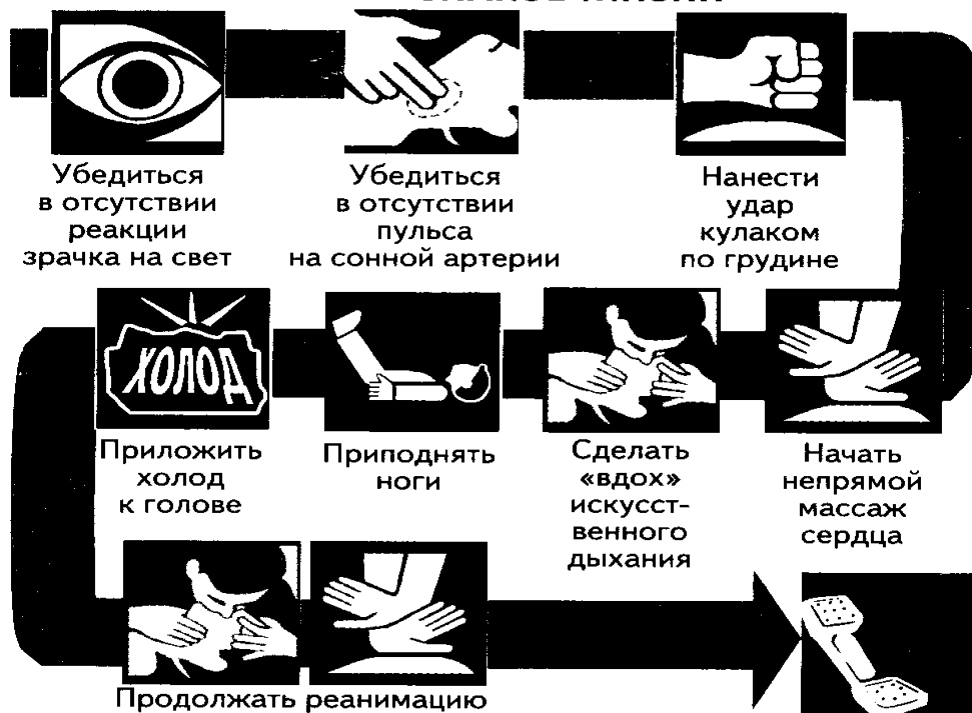 Убедиться
в отсутствии
реакции
зрачка на свет
Убедиться
в отсутствии
пульса
на сонной артерии
Нанести
удар
кулаком
по грудине
Начать
непрямой
массаж
сердца
Сделать
«вдох»
искусст-
венного
дыхания
Приподнять
ноги
ХОЛОД
Приложить
холод
к голове
Продолжать реанимацию